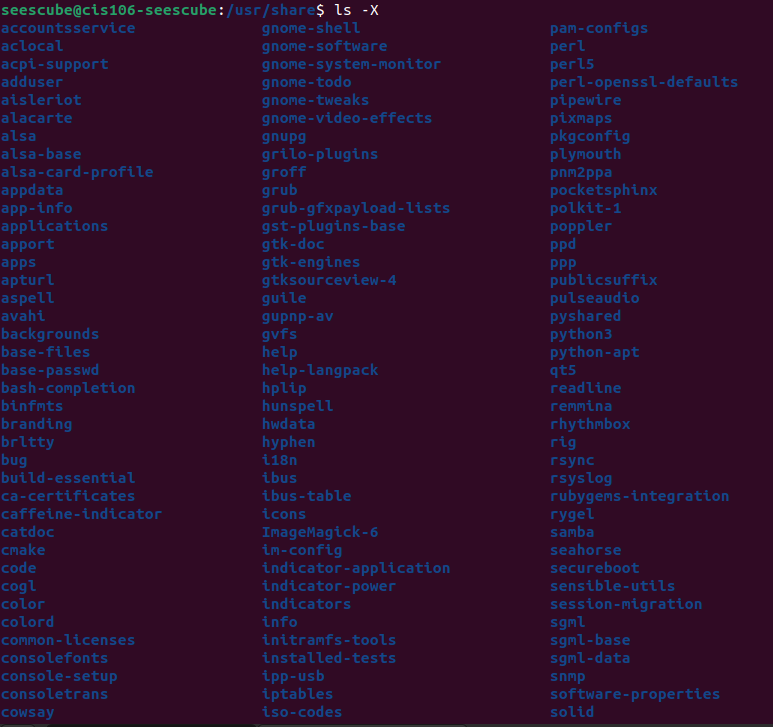 seescube@cis106-seescube:/usr/share$ ls -X
accountsservice gnome-shell pam-configs
aclocal gnome-software perl
acpi-support gnome-system-monitor perl5
adduser gnome-todo perl-openssl-defaults
aisleriot gnome-tweaks pipewire
alacarte gnome-video-effects pixmaps
alsa gnupg pkgconfig
alsa-base grilo-plugins plymouth
alsa-card-profile groff pnm2ppa
appdata grub pocketsphinx
app-info grub-gfxpayload-lists polkit-1
applications gst-plugins-base poppler
apport gtk-doc ppd
apps gtk-engines ppp
apturl gtksourceview-4 publicsuffix
aspell guile pulseaudio
avahi gupnp-av pyshared
backgrounds gvfs python3
base-files help python-apt
base-passwd help-langpack qt5
bash-completion hplip readline
binfmts hunspell remmina
branding hwdata rhythmbox
brltty hyphen rig
bug i18n rsync
build-essential ibus rsyslog
ca-certificates ibus-table rubygems-integration
caffeine-indicator icons rygel
catdoc ImageMagick-6 samba
cmake im-config seahorse
code indicator-application secureboot
cogl indicator-power sensible-utils
color indicators session-migration
colord info sgml
common-licenses initramfs-tools sgml-base
consolefonts installed-tests sgml-data
console-setup ipp-usb snmp
consoletrans iptables software-properties
cowsay iso-codes solid